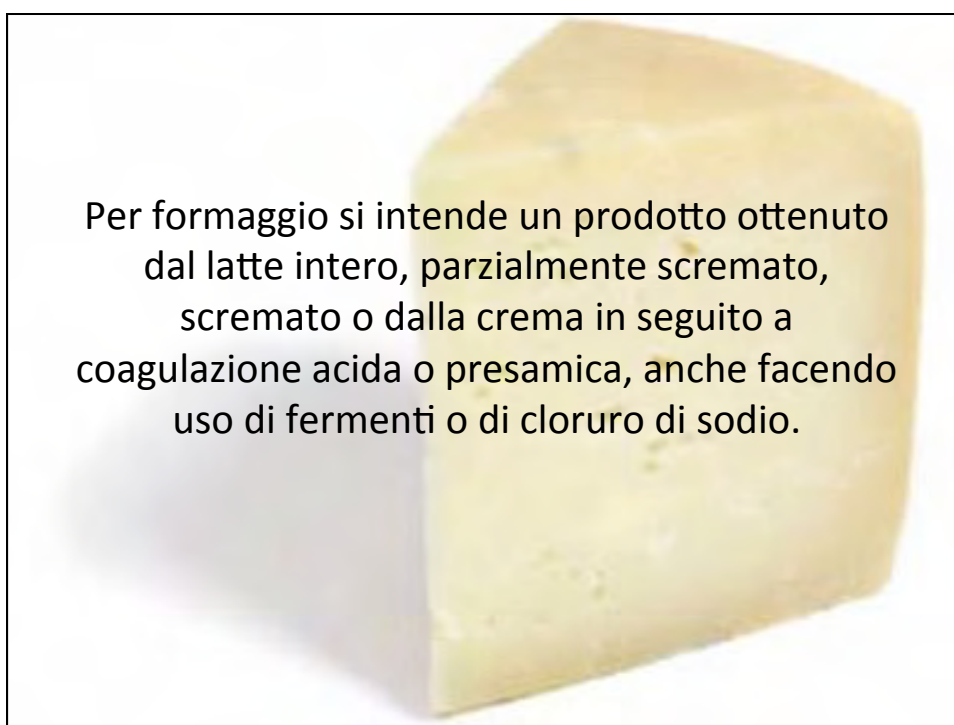 Per formaggio si intende un prodotto ottenuto
dal latte intero, parzialmente scremato,
scremato o dalla crema in seguito a
coagulazione acida o presamica, anche facendo
uso di fermenti o di cloruro di sodio.